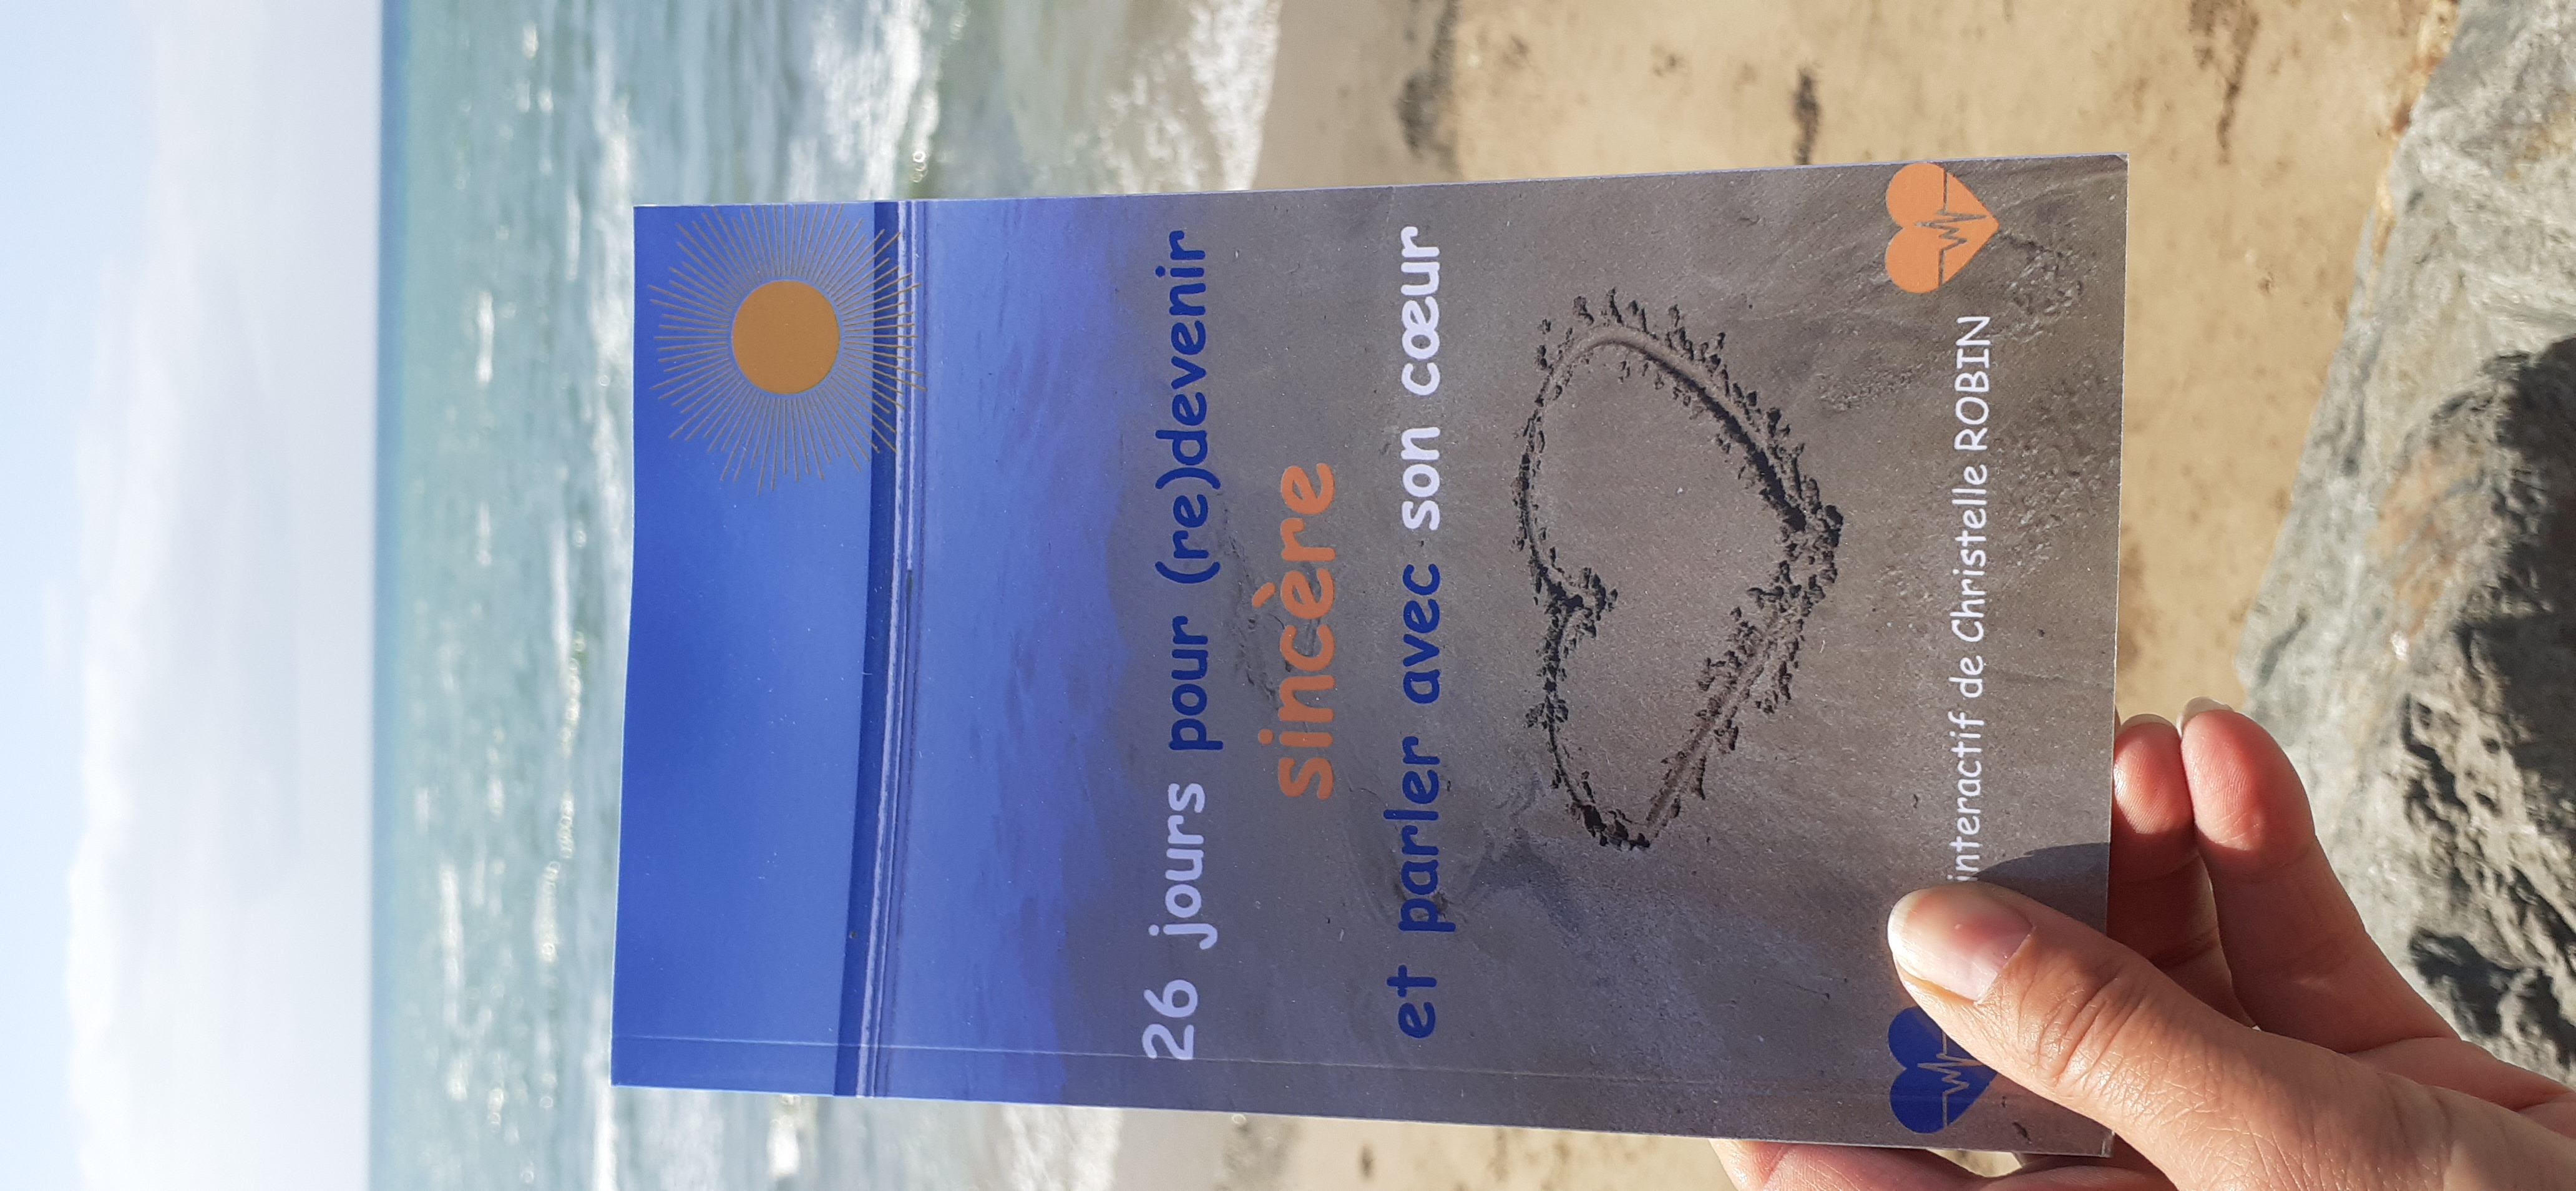 26 jours pour (re)devenir
sincère
et parler avec son cœur
interactif de Christelle ROBIN